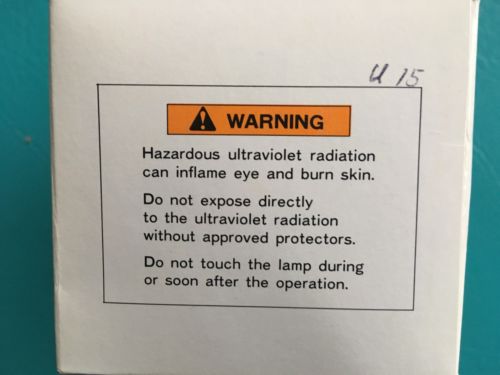 U 15
WARNING
Hazardous ultraviolet radiation
can inflame eye and burn skin.
Do not expose directly
to the ultraviolet radiation
without approved protectors.
Do not touch the lamp during
or soon after the operation.